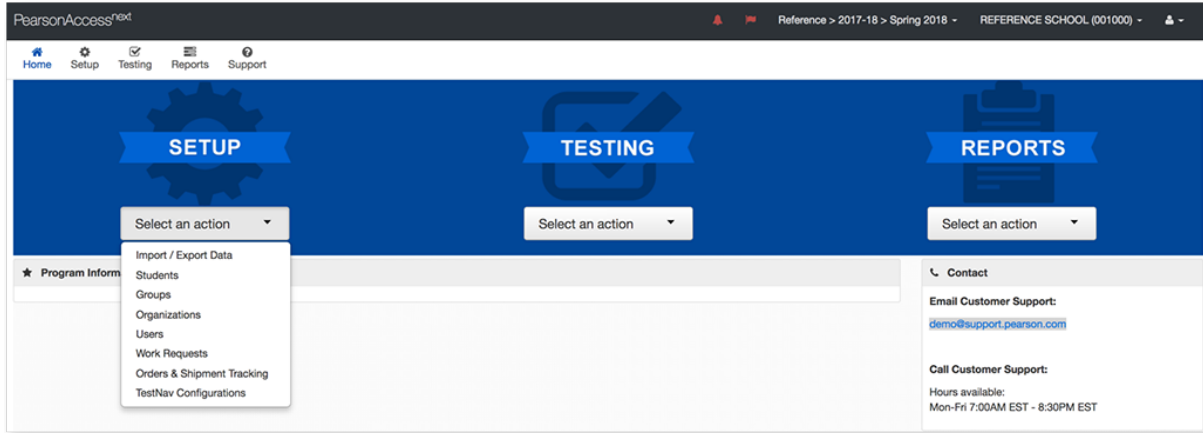 PearsonAccessnext
Reference > 2017-18 > Spring 2018
REFERENCE SCHOOL (001000)
Home
Setup
Testing
Reports
Support
SETUP
TESTING
REPORTS
Select an action
Select an action
Select an action
Import / Export Data
Students
Groups
Organizations
Users
Work Requests
Orders & Shipment Tracking
TestNav Configurations
Program Inform
Contact
Email Customer Support:
demo@support.pearson.com
Call Customer Support:
Hours available:
Mon-Fri 7:00AM EST - 8:30PM EST